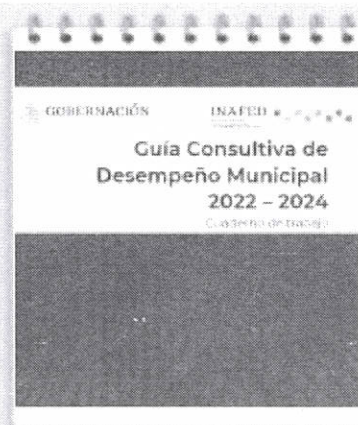 GOBERNACIÓN INAFED
Guía Consultiva de
Desempeño Municipal
2022 – 2024
Cuaderno de trabajo